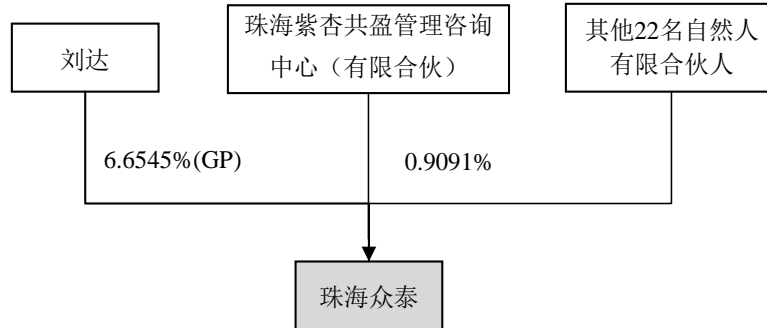 刘达
珠海紫杏共盈管理咨询
中心（有限合伙）
其他22名自然人
有限合伙人
6.6545%(GP)
0.9091%
珠海众泰